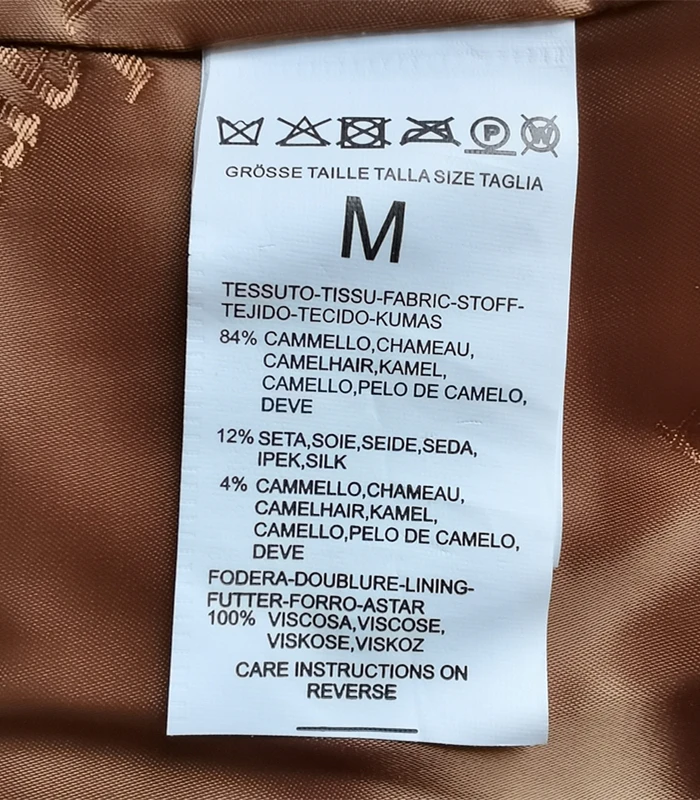 P W
GRÖSSE TAILLE TALLA SIZE TAGLIA
M
TESSUTO-TISSU-FABRIC-STOFF-
TEJIDO-TECIDO-KUMAS
84% CAMMELLO,CHAMEAU,
CAMELHAIR,KAMEL,
CAMELLO,PELO DE CAMELO,
DEVE
12% SETA,SOIE,SEIDE,SEDA,
IPEK,SILK
4% CAMMELLO,CHAMEAU,
CAMELHAIR,KAMEL,
CAMELLO,PELO DE CAMELO,
DEVE
FODERA-DOUBLURE-LINING-
FUTTER-FORRO-ASTAR
100% VISCOSA,VISCOSE,
VISKOSE,VISKOZ
CARE INSTRUCTIONS ON
REVERSE